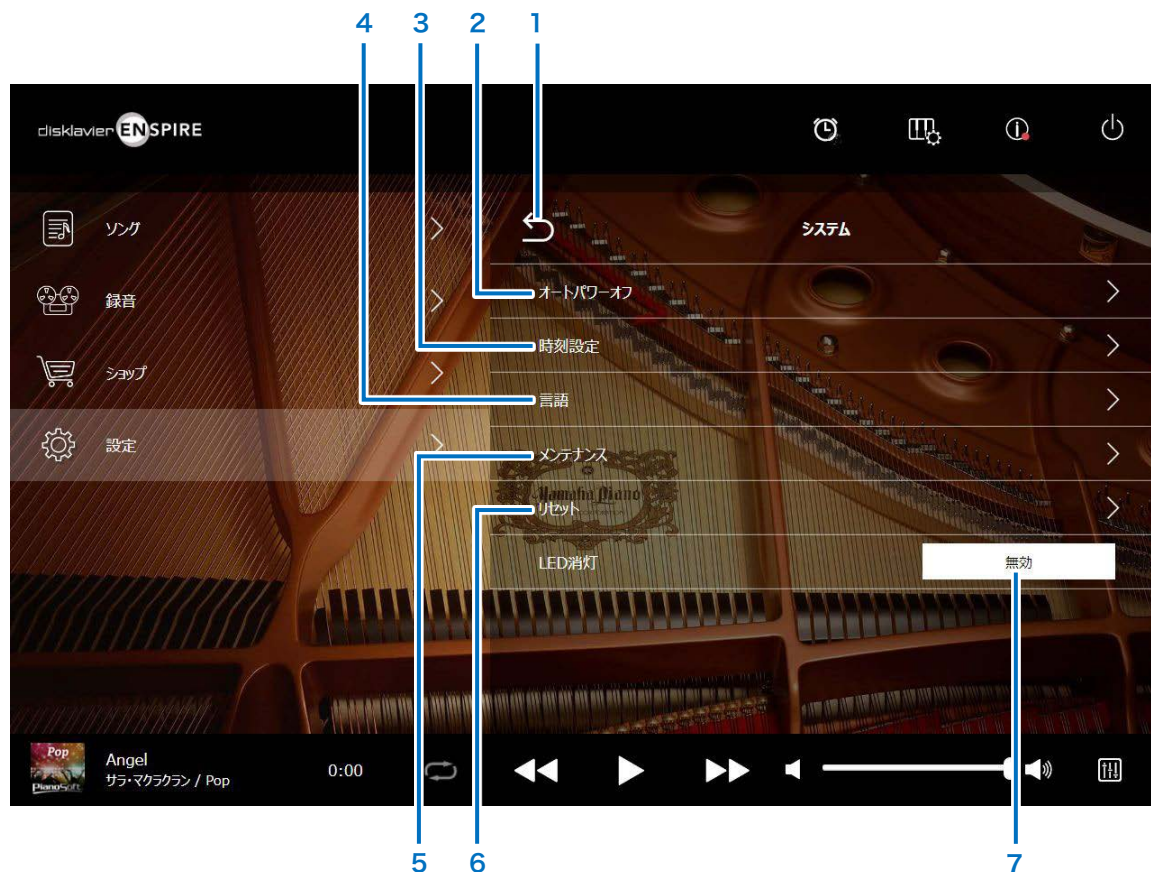 4 3 2 1
disklavier ENSPIRE
ソング
システム
録音
オートパワーオフ
時刻設定
ショップ
言語
設定
メンテナンス
Yamaha Piano
リセット
LED消灯
無効
Pop
PianoSoft
Angel
サラ・マクラクラン / Pop
0:00
5 6 7